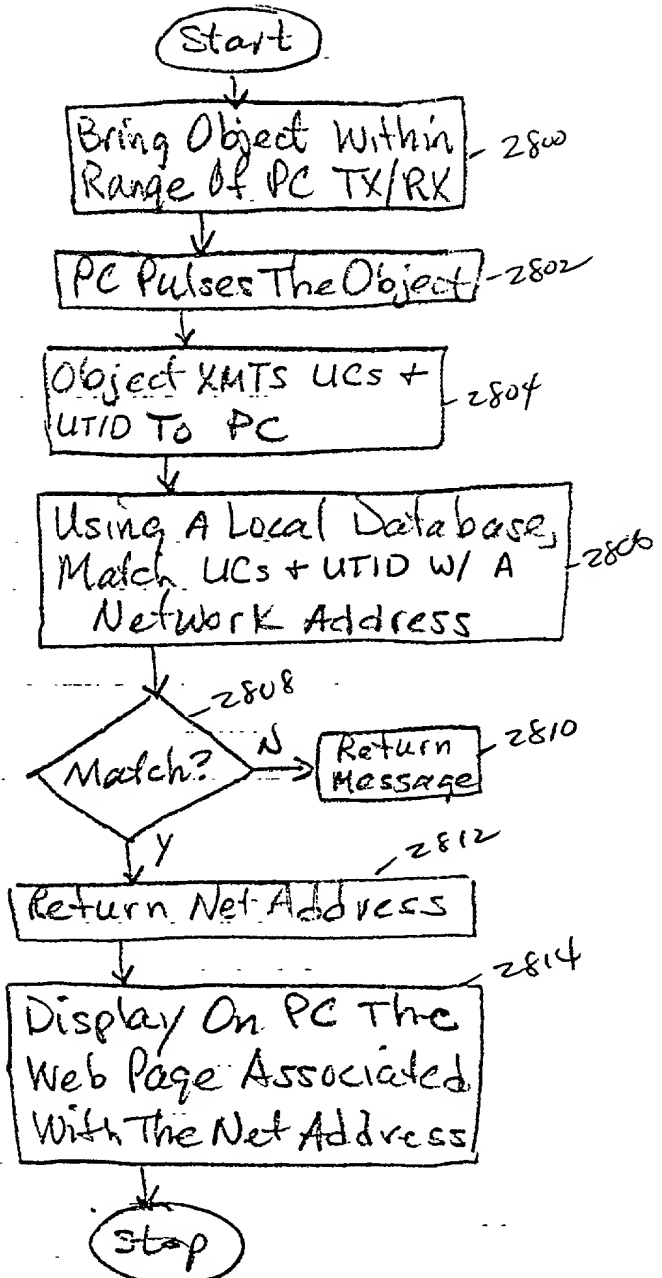 Start
Bring Object Within
Range Of PC TX/RX
2800
PC Pulses The Object
2802
Object XMTS UCs +
UTID To PC
2804
Using A Local Database,
Match UCs + UTID W/ A
Network Address
2806
2808
Match?
N
Return
Message
2810
Y
2812
Return Net Address
2814
Display On PC The
Web Page Associated
With The Net Address
Stop